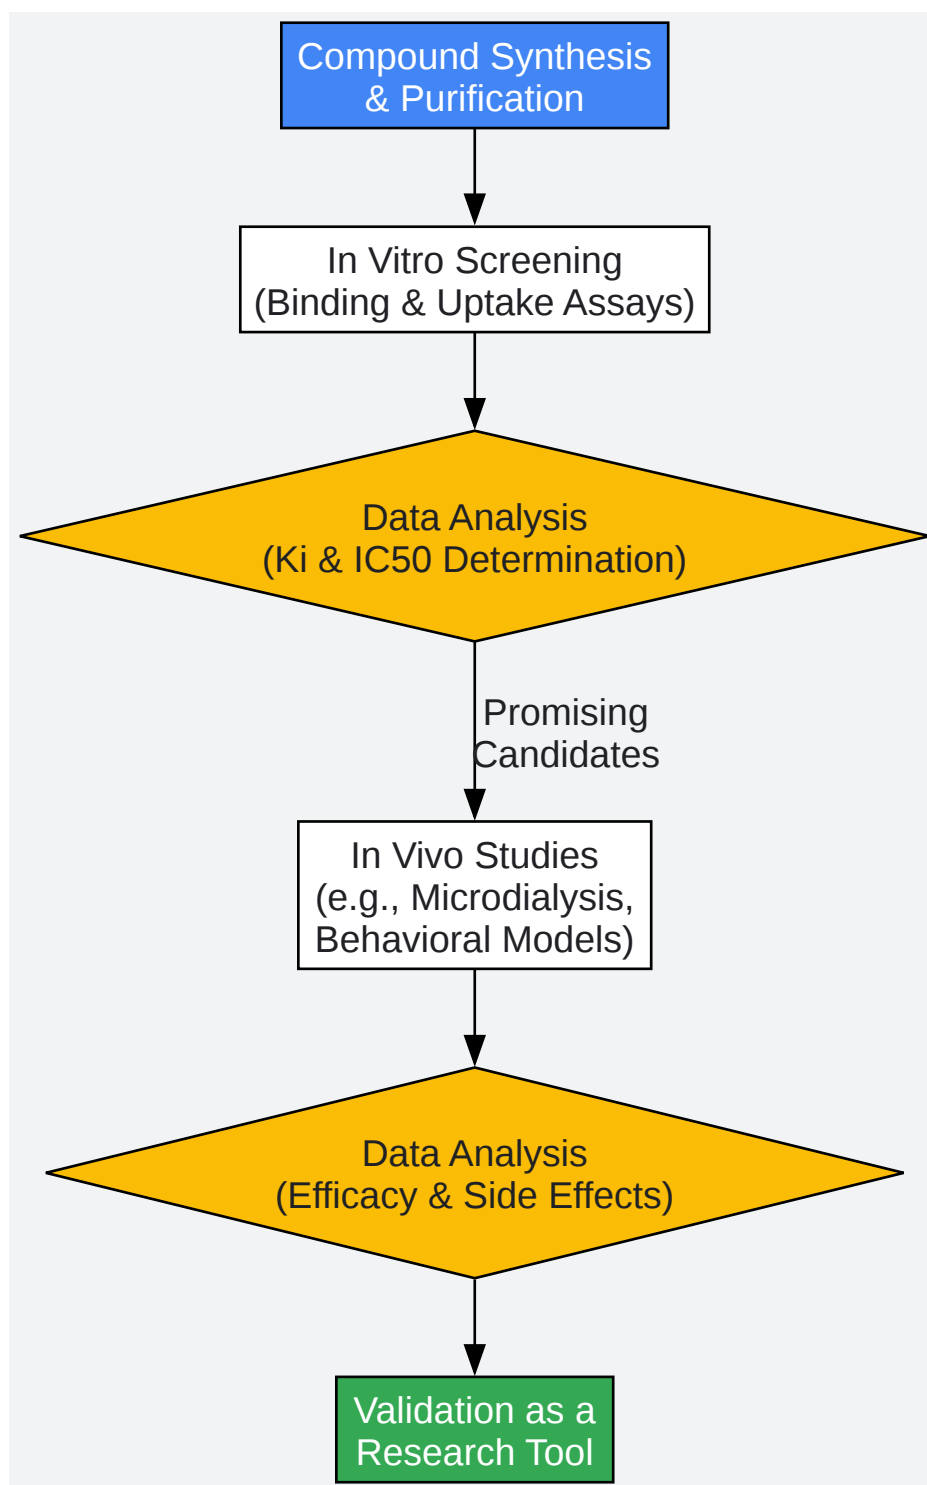 Compound Synthesis
& Purification
In Vitro Screening
(Binding & Uptake Assays)
Data Analysis
(Ki & IC50 Determination)
Promising
Candidates
In Vivo Studies
(e.g., Microdialysis,
Behavioral Models)
Data Analysis
(Efficacy & Side Effects)
Validation as a
Research Tool